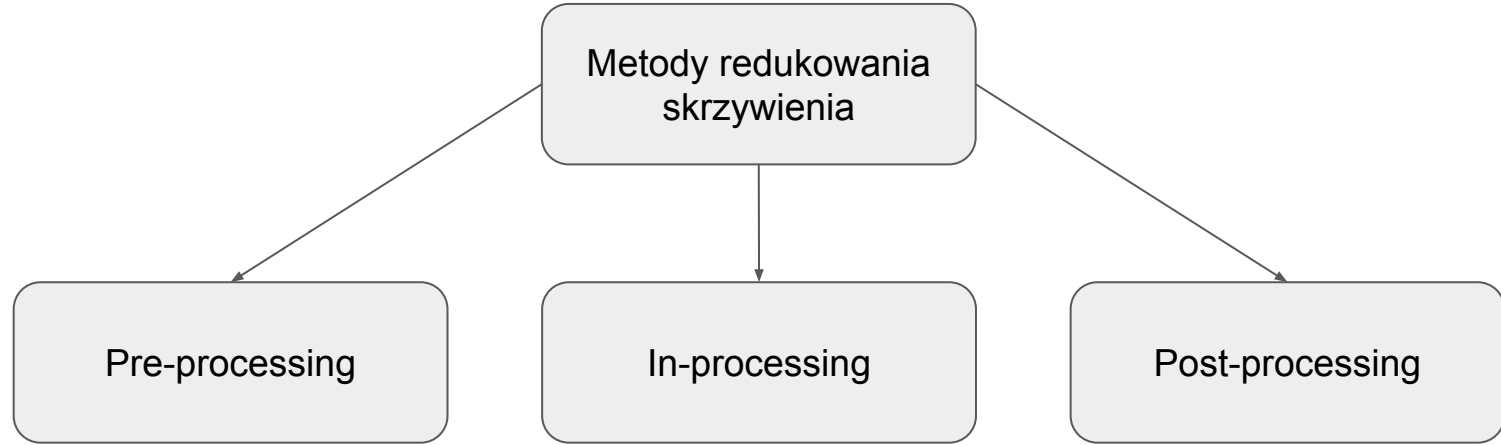 Metody redukowania
skrzywienia
Pre-processing
In-processing
Post-processing